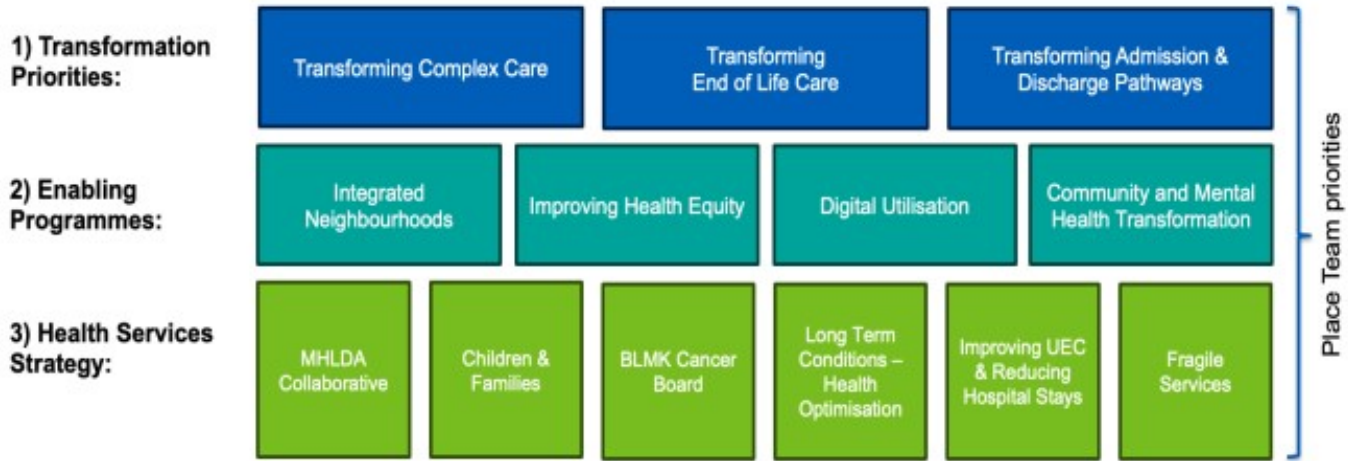 1) Transformation
Priorities:
Transforming Complex Care
Transforming
End of Life Care
Transforming Admission &
Discharge Pathways
2) Enabling
Programmes:
Integrated
Neighbourhoods
Improving Health Equity
Digital Utilisation
Community and Mental
Health Transformation
3) Health Services
Strategy:
MHLDA
Collaborative
Children &
Families
BLMK Cancer
Board
Long Term
Conditions –
Health
Optimisation
Improving UEC
& Reducing
Hospital Stays
Fragile
Services
Place Team priorities